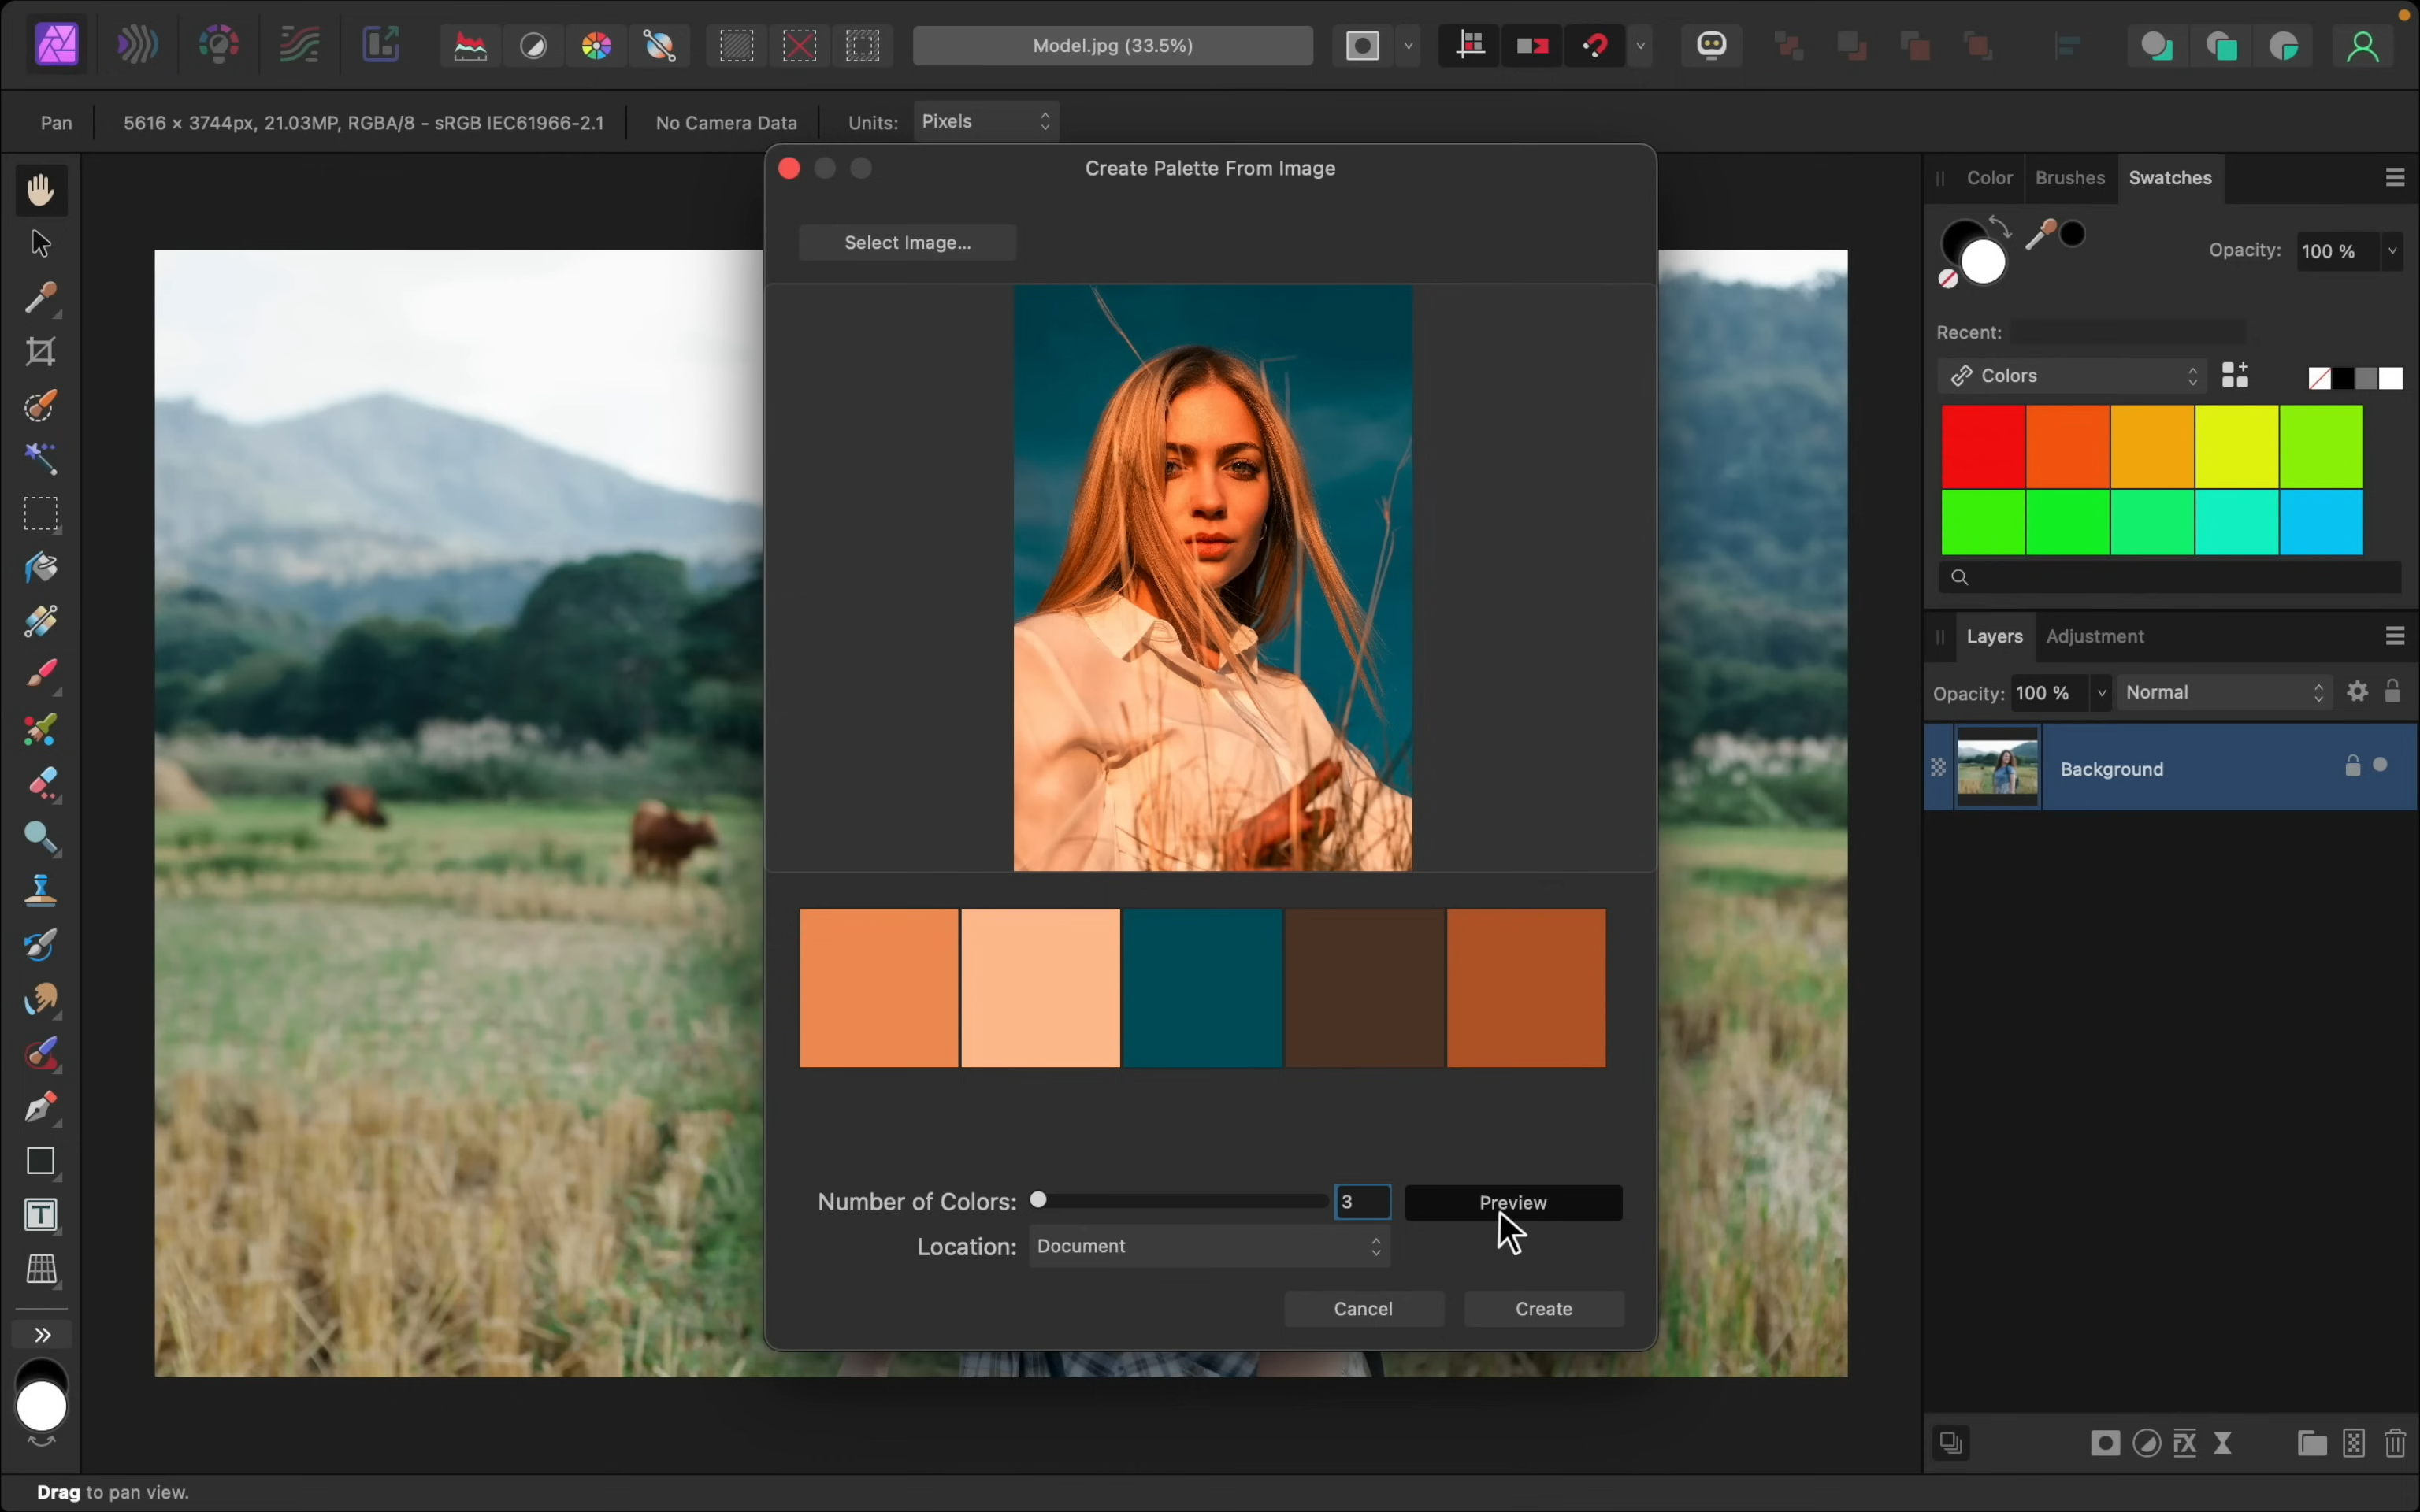 Model.jpg (33.5%)
Pan
5616 × 3744px, 21.03MP, RGBA/8 - sRGB IEC61966-2.1
No Camera Data
Units:
Pixels
Create Palette From Image
Select Image...
Color
Brushes
Swatches
Opacity:
100 %
Recent:
Colors
Layers
Adjustment
Opacity:
100 %
Normal
Background
Number of Colors:
3
Preview
Location:
Document
Cancel
Create
T
FX
Drag to pan view.